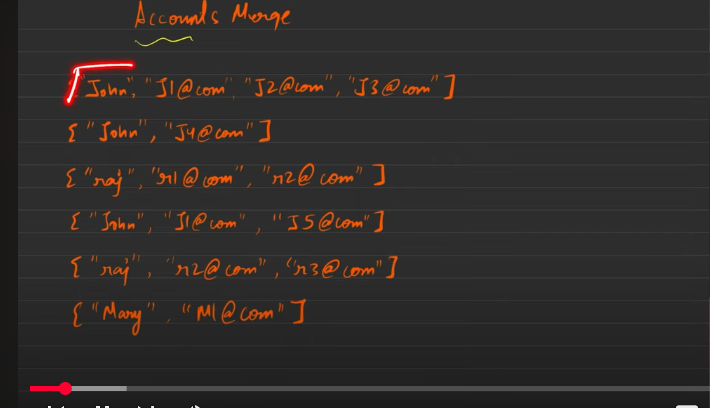 Accounts Merge
["John", "J1@com", "J2@com", "J3@com"]
{ "John", "J4@com"]
{ "raj", "r1@com", "r2@com"]
{ "John", "J1@com", "J5@com"]
{ "raj", "r2@com", "r3@com"]
{ "Mary", "M1@com"]